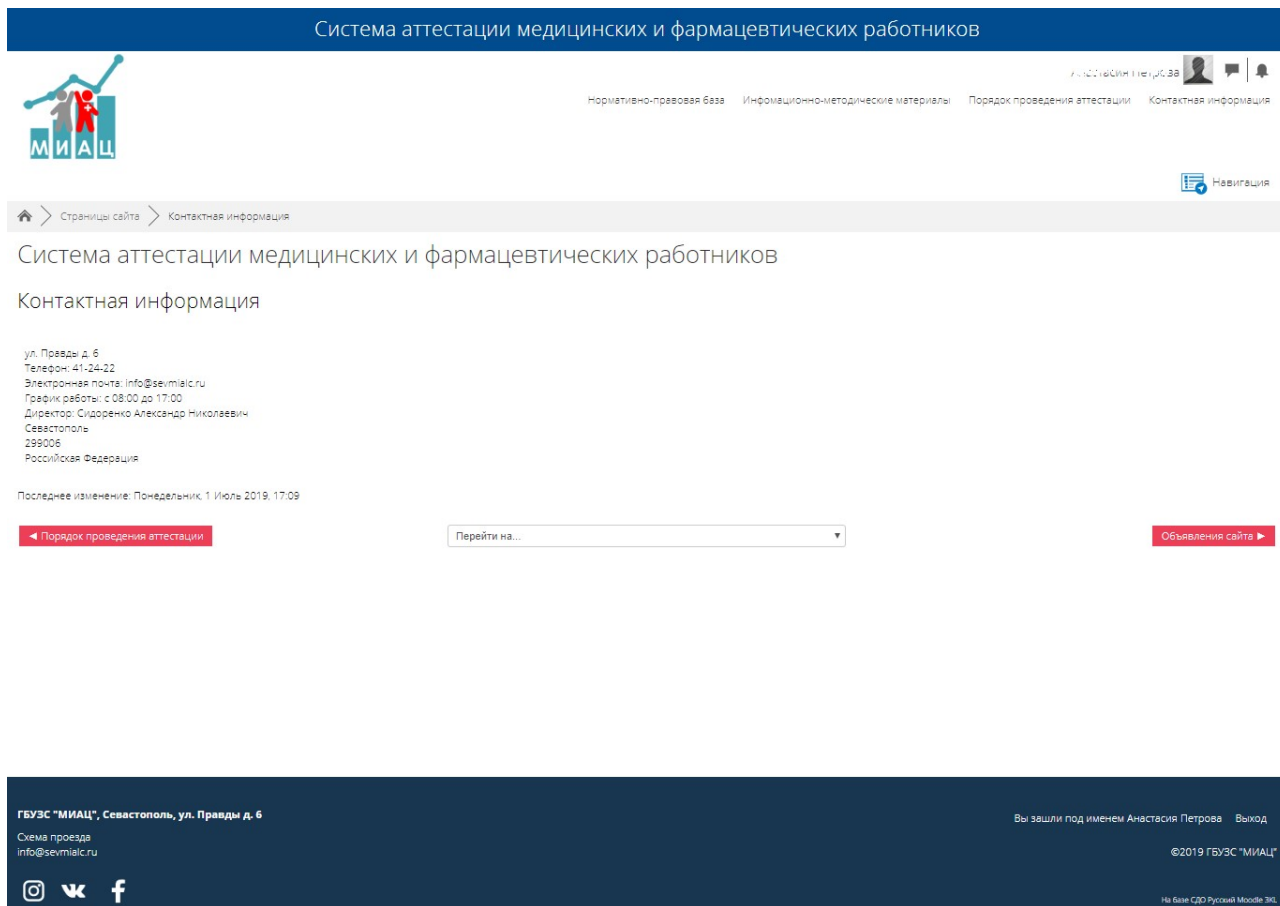 Система аттестации медицинских и фармацевтических работников
МИАЦ
Нормативно-правовая база Инфомационно-методические материалы Порядок проведения аттестации Контактная информация
Навигация
Страницы сайта Контактная информация
Система аттестации медицинских и фармацевтических работников
Контактная информация
ул. Правды д. 6
Телефон: 41-24-22
Электронная почта: info@sevmiaic.ru
График работы: с 08:00 до 17:00
Директор: Сидоренко Александр Николаевич
Севастополь
299006
Российская Федерация
Последнее изменение: Понедельник, 1 Июль 2019, 17:09
◄ Порядок проведения аттестации Перейти на... Объявления сайта ►
ГБУЗС "МИАЦ", Севастополь, ул. Правды д. 6
Схема проезда
info@sevmiaic.ru
Вы зашли под именем Анастасия Петрова Выход
©2019 ГБУЗС "МИАЦ"
На базе СДО Русский Moodle 3KL